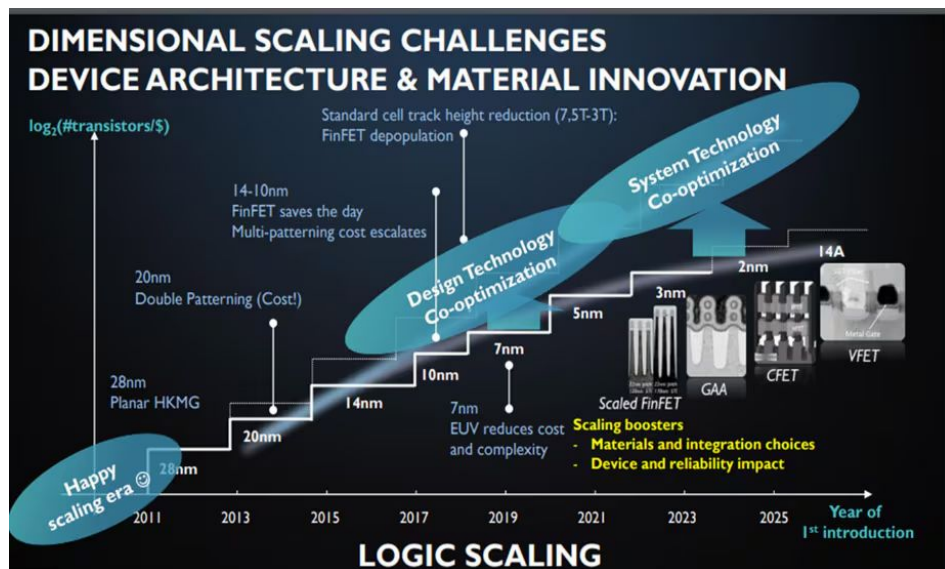 DIMENSIONAL SCALING CHALLENGES
DEVICE ARCHITECTURE & MATERIAL INNOVATION
log₂(#transistors/$)
Standard cell track height reduction (7,5T-3T):
FinFET depopulation
14-10nm
FinFET saves the day
Multi-patterning cost escalates
20nm
Double Patterning (Cost!)
28nm
Planar HKMG
Happy
scaling era ☺
Design Technology
Co-optimization
System Technology
Co-optimization
28nm
20nm
14nm
10nm
7nm
5nm
3nm
2nm
14A
7nm
EUV reduces cost
and complexity
Scaled FinFET
GAA
CFET
Metal Gate
VFET
Scaling boosters
- Materials and integration choices
- Device and reliability impact
2011
2013
2015
2017
2019
2021
2023
2025
Year of
1st introduction
LOGIC SCALING